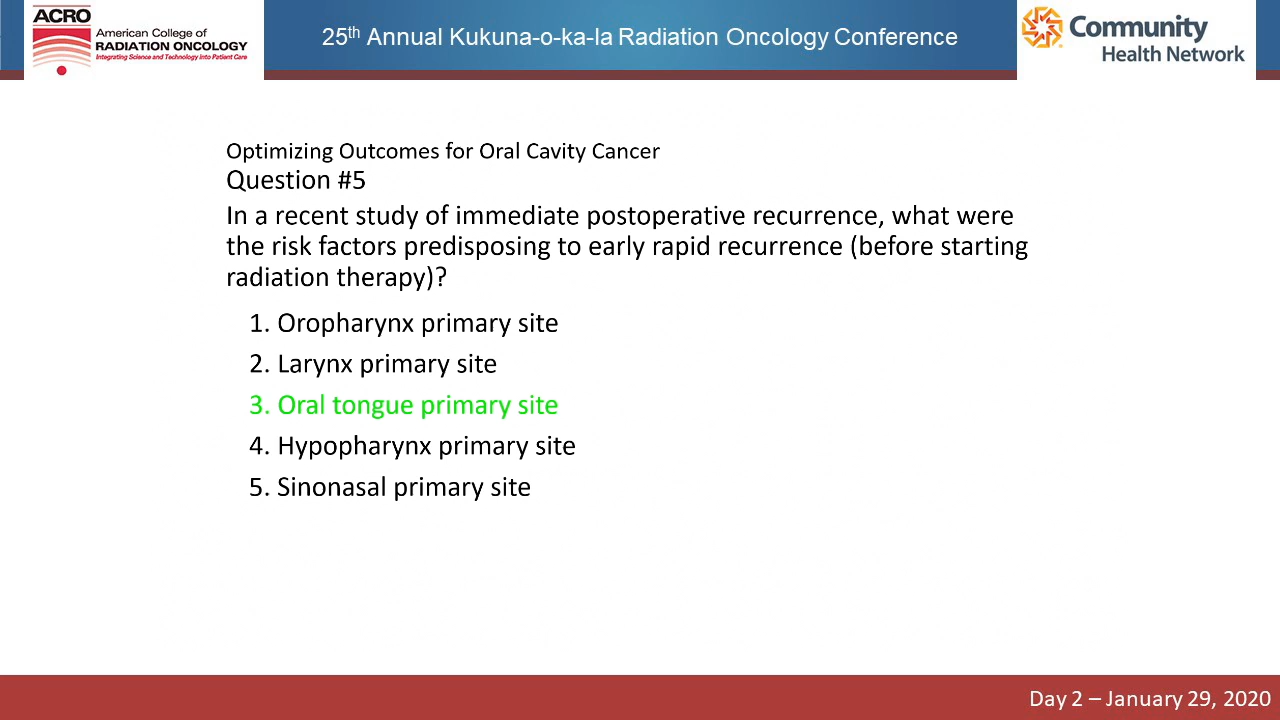 ACRO
American College of
RADIATION ONCOLOGY
Integrating Science and Technology Into Patient Care
25th Annual Kukuna-o-ka-la Radiation Oncology Conference
Community
Health Network
Optimizing Outcomes for Oral Cavity Cancer
Question #5
In a recent study of immediate postoperative recurrence, what were
the risk factors predisposing to early rapid recurrence (before starting
radiation therapy)?
1. Oropharynx primary site
2. Larynx primary site
3. Oral tongue primary site
4. Hypopharynx primary site
5. Sinonasal primary site
Day 2 – January 29, 2020